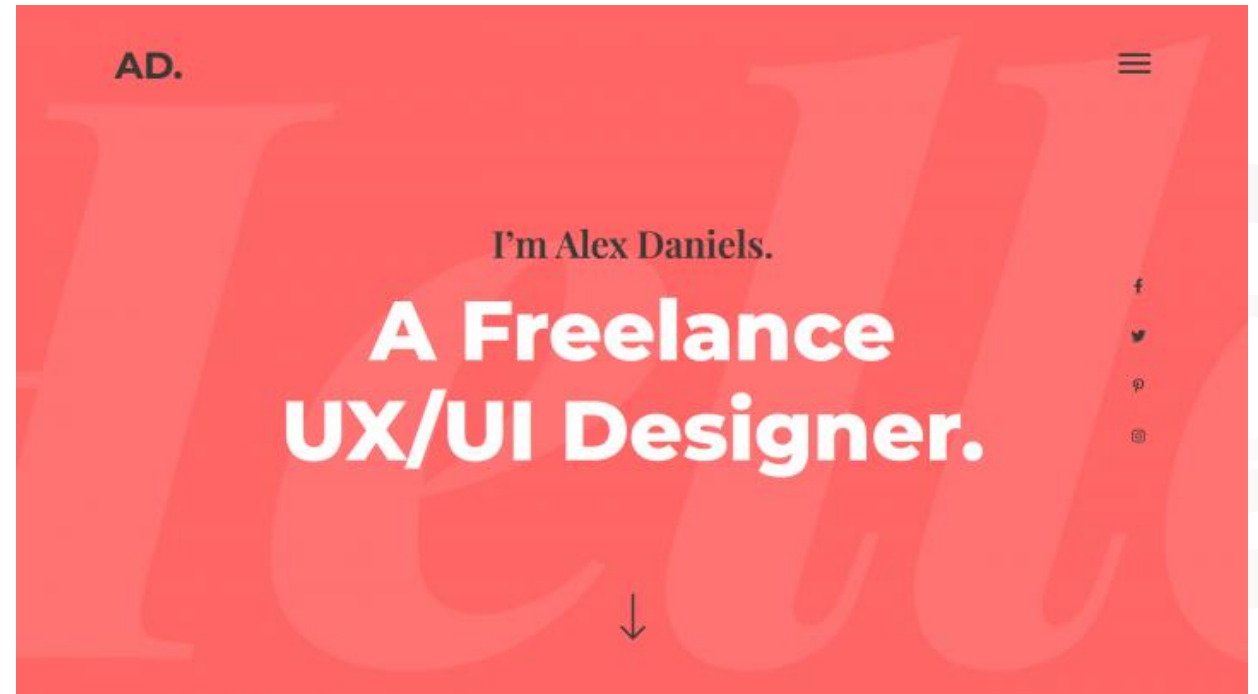 AD.
Hello
I’m Alex Daniels.
A Freelance
UX/UI Designer.